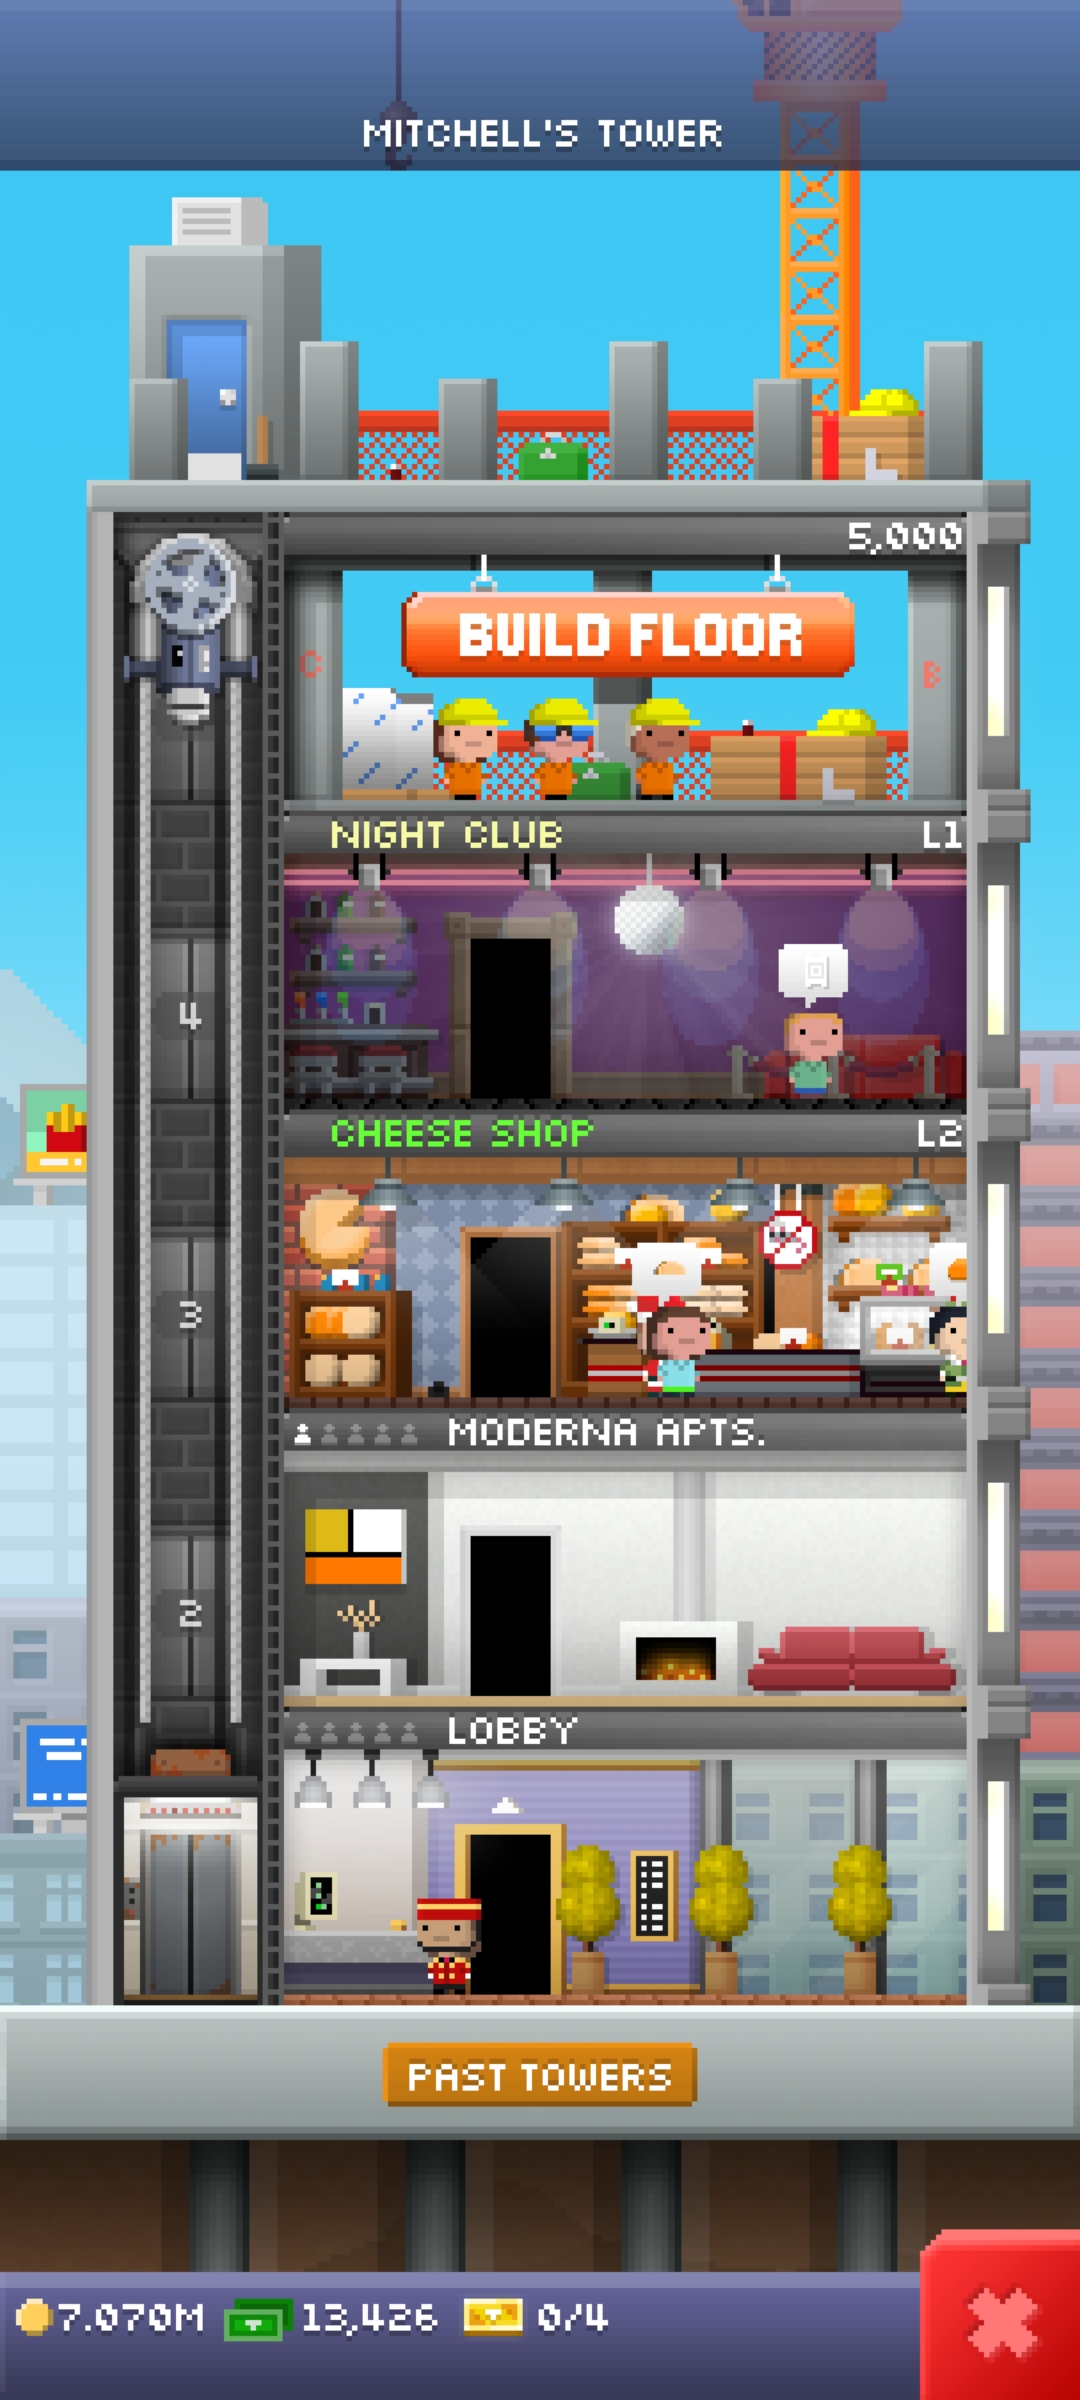 MITCHELL'S TOWER
5,000
BUILD FLOOR
C
B
NIGHT CLUB L1
4
CHEESE SHOP L2
3
MODERNA APTS.
2
LOBBY
PAST TOWERS
7.070M 13,426 0/4